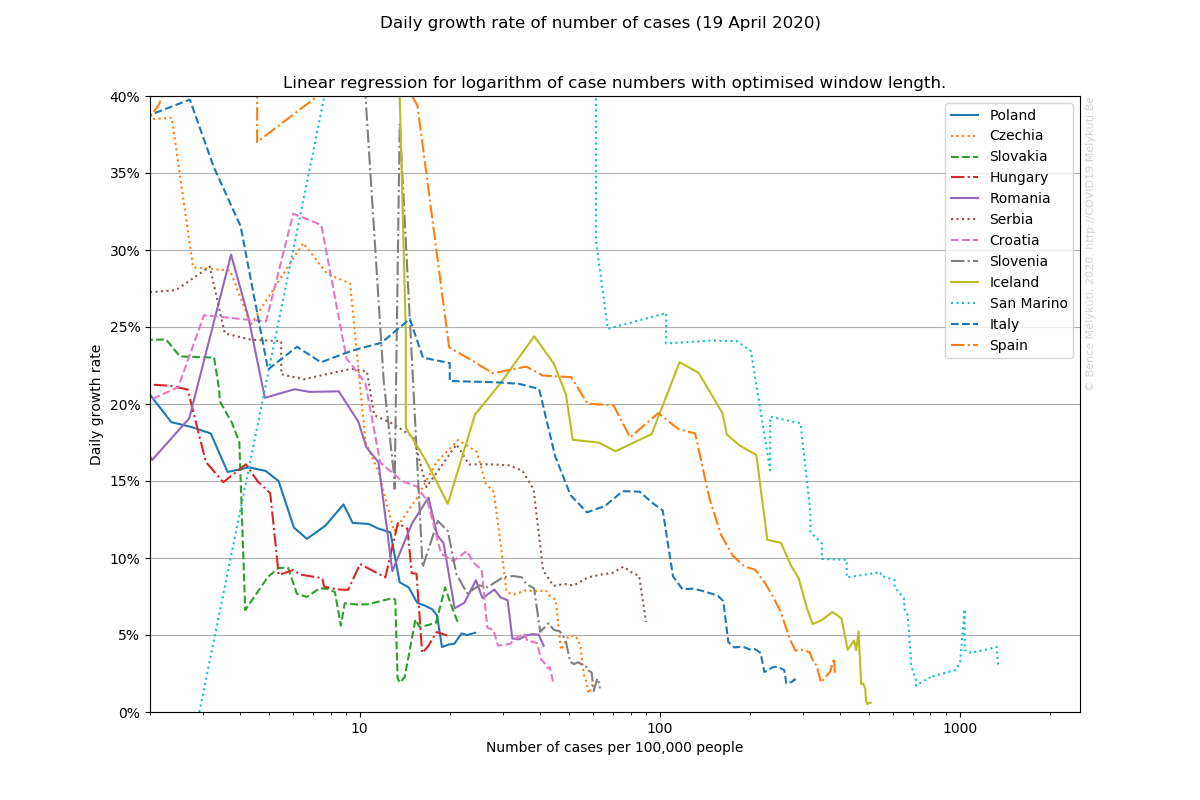 Daily growth rate of number of cases (19 April 2020)
Linear regression for logarithm of case numbers with optimised window length.
40%
35%
30%
25%
20%
15%
10%
5%
0%
Daily growth rate
10
100
1000
Number of cases per 100,000 people
Poland
Czechia
Slovakia
Hungary
Romania
Serbia
Croatia
Slovenia
Iceland
San Marino
Italy
Spain
© Bence Mélykúti, 2020. http://COVID19.Melykuti.Be